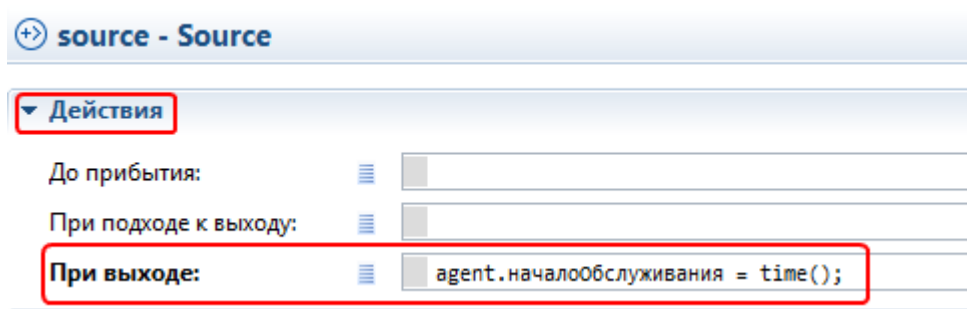 source - Source
Действия
До прибытия:
При подходе к выходу:
При выходе: agent.началоОбслуживания = time();